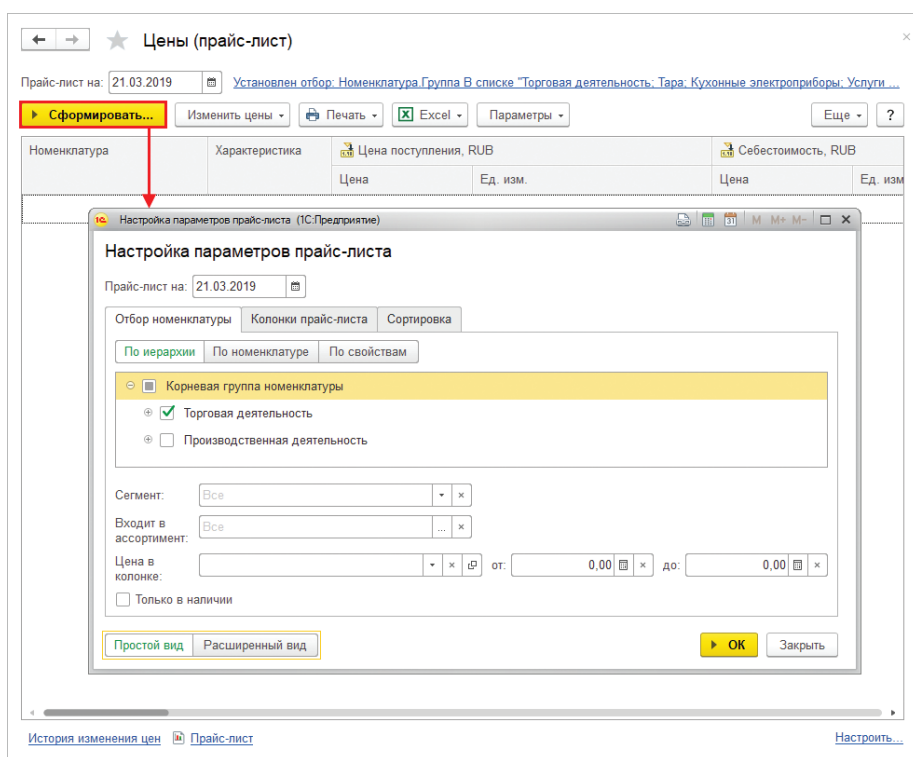 Цены (прайс-лист)
Прайс-лист на: 21.03.2019 Установлен отбор: Номенклатура.Группа В списке "Торговая деятельность; Тара; Кухонные электроприборы; Услуги ...
Сформировать... Изменить цены Печать Excel Параметры Еще ?
Номенклатура Характеристика Цена поступления, RUB Себестоимость, RUB
Цена Ед. изм. Цена Ед. изм
Настройка параметров прайс-листа (1С:Предприятие) M M+ M-
Настройка параметров прайс-листа
Прайс-лист на: 21.03.2019
Отбор номенклатуры Колонки прайс-листа Сортировка
По иерархии По номенклатуре По свойствам
Корневая группа номенклатуры
Торговая деятельность
Производственная деятельность
Сегмент: Все
Входит в ассортимент: Все ...
Цена в колонке: от: 0,00 до: 0,00
Только в наличии
Простой вид Расширенный вид ОК Закрыть
История изменения цен Прайс-лист Настроить...